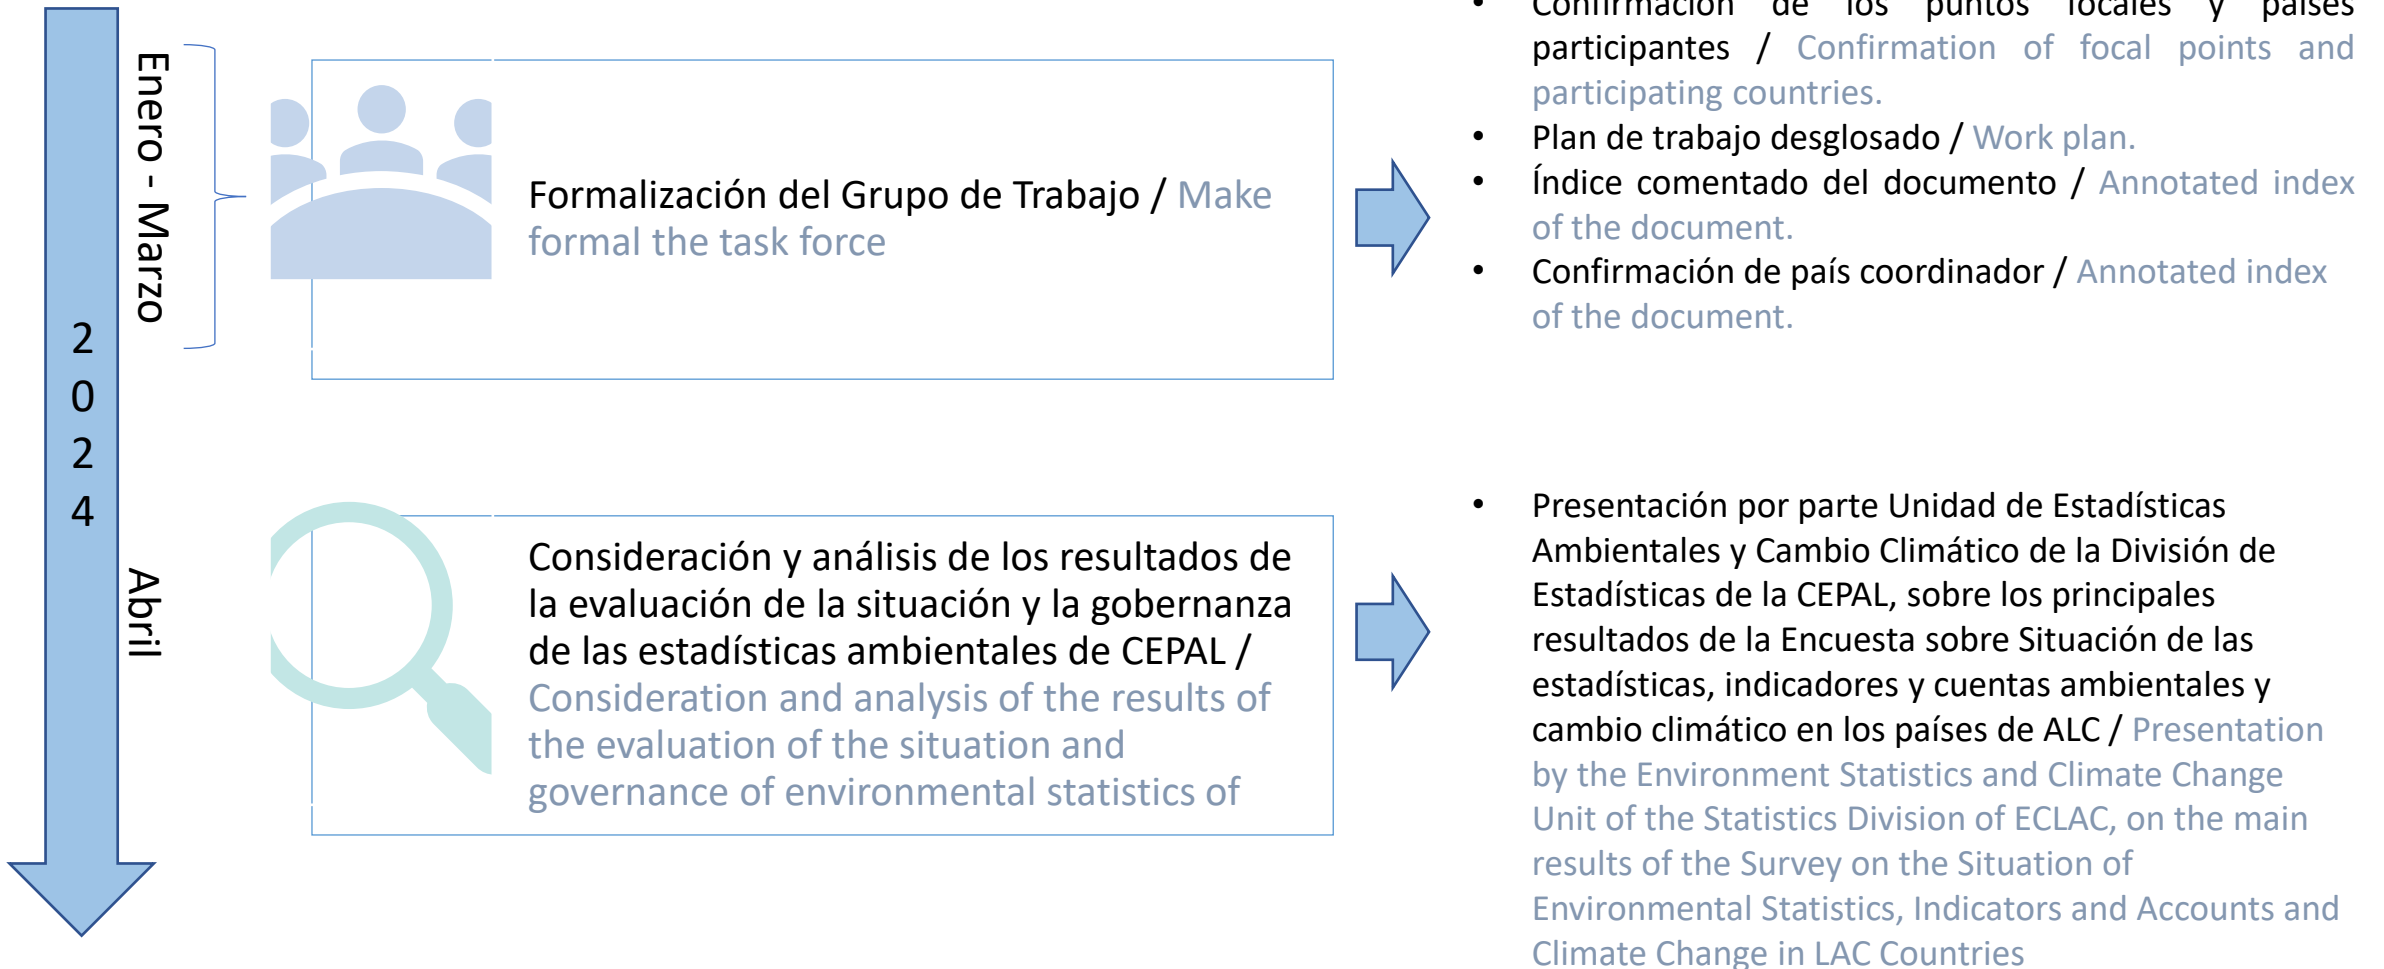 2
0
2
4
Enero - Marzo
Formalización del Grupo de Trabajo / Make
formal the task force
• Confirmación de los puntos focales y países
participantes / Confirmation of focal points and
participating countries.
• Plan de trabajo desglosado / Work plan.
• Índice comentado del documento / Annotated index
of the document.
• Confirmación de país coordinador / Annotated index
of the document.
Abril
Consideración y análisis de los resultados de
la evaluación de la situación y la gobernanza
de las estadísticas ambientales de CEPAL /
Consideration and analysis of the results of
the evaluation of the situation and
governance of environmental statistics of
• Presentación por parte Unidad de Estadísticas
Ambientales y Cambio Climático de la División de
Estadísticas de la CEPAL, sobre los principales
resultados de la Encuesta sobre Situación de las
estadísticas, indicadores y cuentas ambientales y
cambio climático en los países de ALC / Presentation
by the Environment Statistics and Climate Change
Unit of the Statistics Division of ECLAC, on the main
results of the Survey on the Situation of
Environmental Statistics, Indicators and Accounts and
Climate Change in LAC Countries